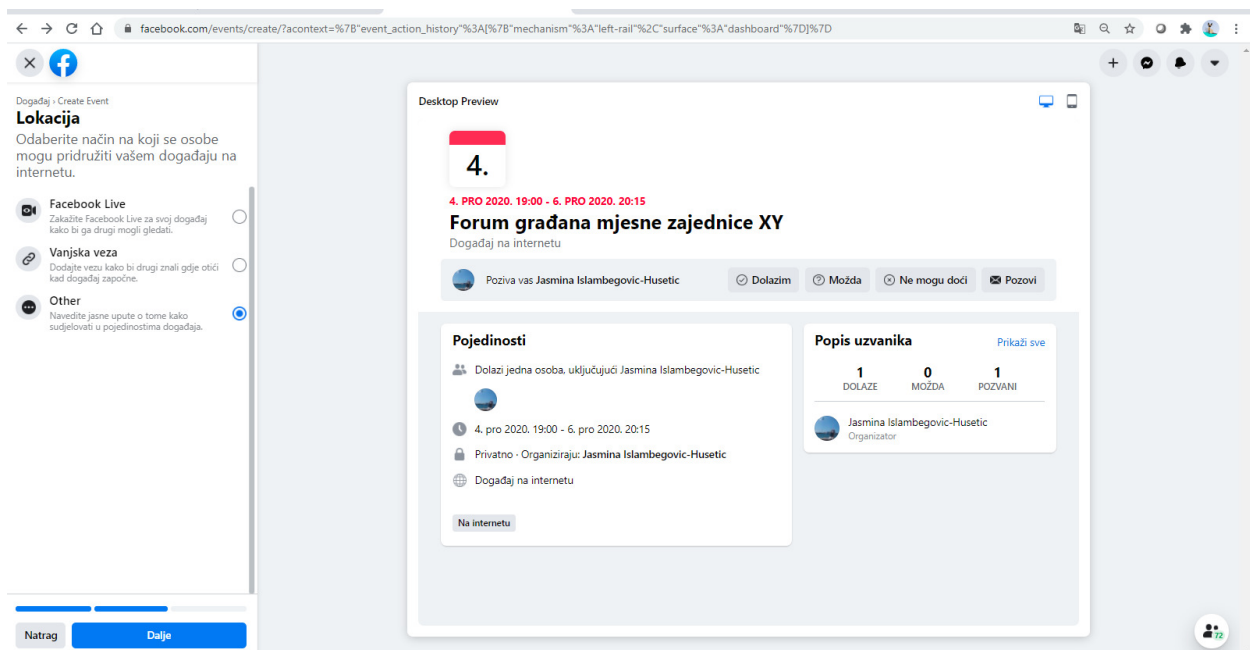 facebook.com/events/create/?acontext=%7B"event_action_history"%3A[%7B"mechanism"%3A"left-rail"%2C"surface"%3A"dashboard"%7D]%7D
Događaj › Create Event
Lokacija
Odaberite način na koji se osobe
mogu pridružiti vašem događaju na
internetu.
Facebook Live
Zakažite Facebook Live za svoj događaj
kako bi ga drugi mogli gledati.
Vanjska veza
Dodajte vezu kako bi drugi znali gdje otići
kad događaj započne.
Other
Navedite jasne upute o tome kako
sudjelovati u pojedinostima događaja.
Natrag
Dalje
Desktop Preview
4.
4. PRO 2020. 19:00 - 6. PRO 2020. 20:15
Forum građana mjesne zajednice XY
Događaj na internetu
Poziva vas Jasmina Islambegovic-Husetic
Dolazim
Možda
Ne mogu doći
Pozovi
Pojedinosti
Dolazi jedna osoba, uključujući Jasmina Islambegovic-Husetic
4. pro 2020. 19:00 - 6. pro 2020. 20:15
Privatno · Organiziraju: Jasmina Islambegovic-Husetic
Događaj na internetu
Na internetu
Popis uzvanika
Prikaži sve
1 0 1
DOLAZE MOŽDA POZVANI
Jasmina Islambegovic-Husetic
Organizator
72